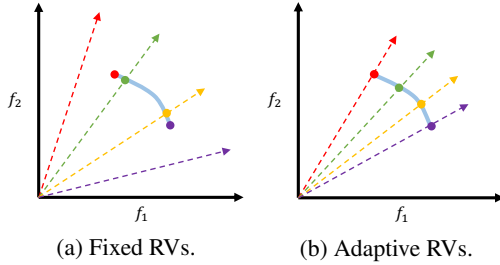 f₂
f₁
(a) Fixed RVs.
f₂
f₁
(b) Adaptive RVs.